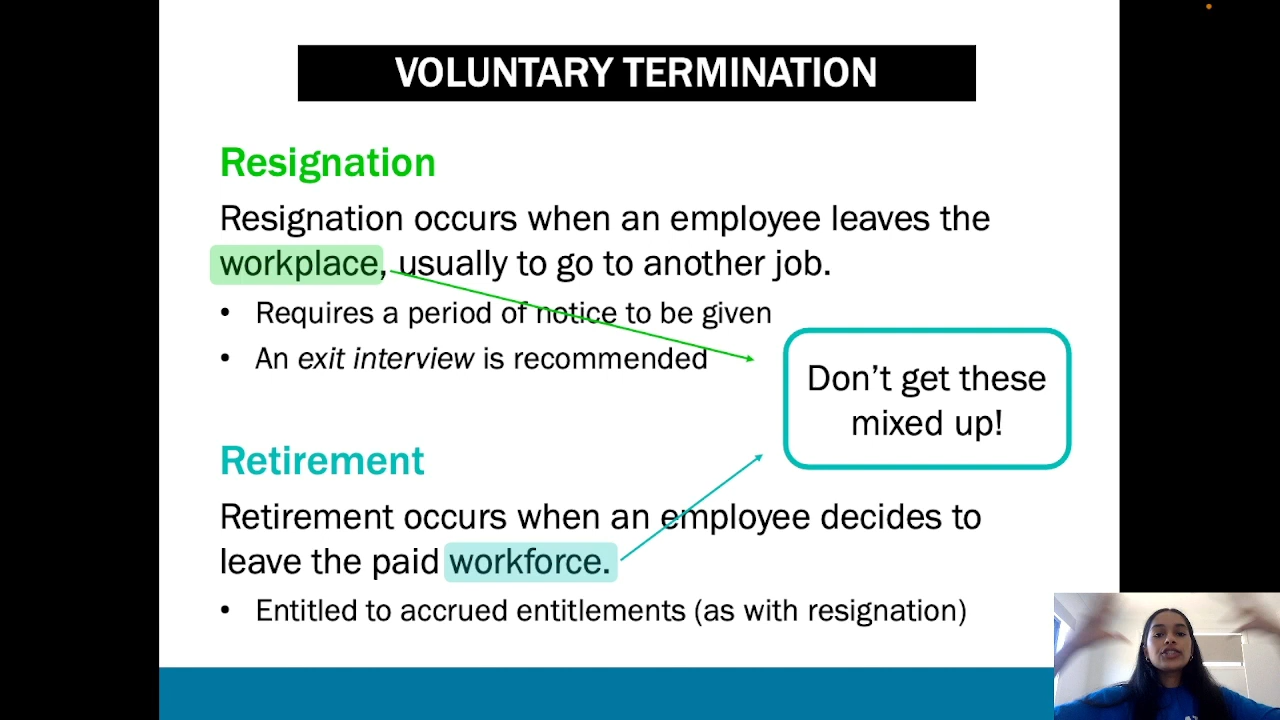 VOLUNTARY TERMINATION
Resignation
Resignation occurs when an employee leaves the
workplace, usually to go to another job.
• Requires a period of notice to be given
• An exit interview is recommended
Don’t get these
mixed up!
Retirement
Retirement occurs when an employee decides to
leave the paid workforce.
• Entitled to accrued entitlements (as with resignation)